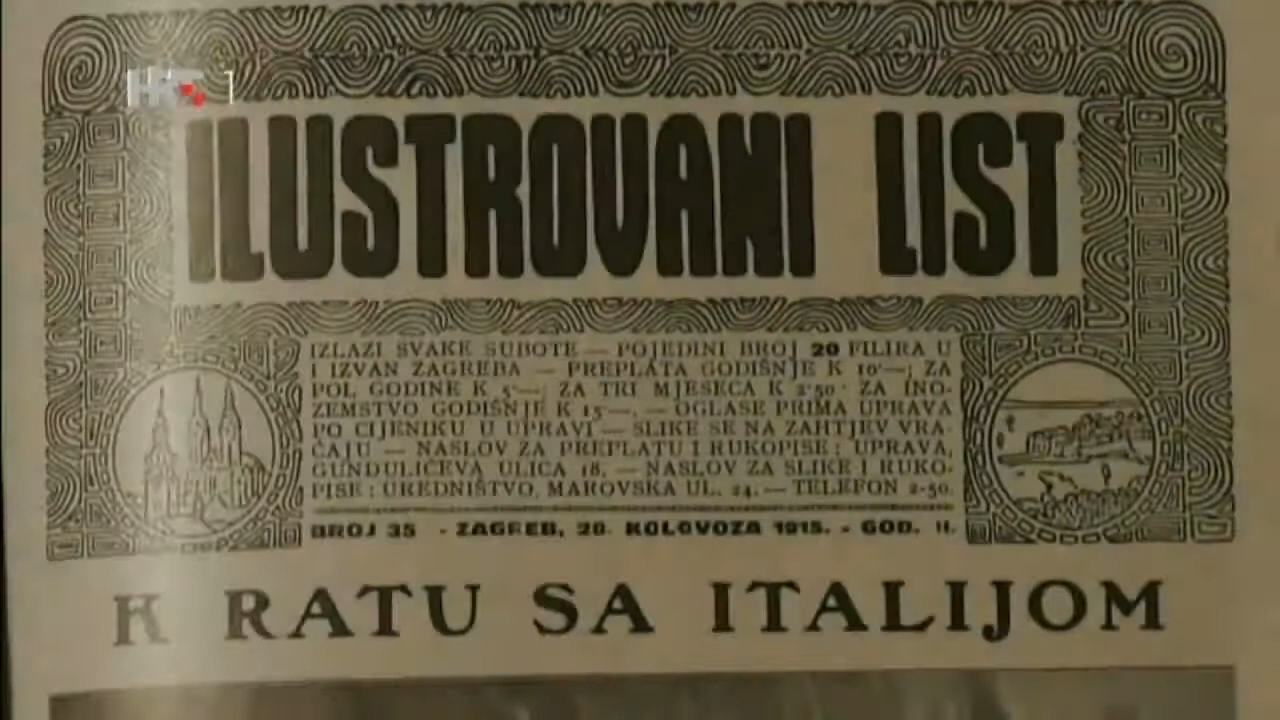 HRT
ILUSTROVANI LIST
IZLAZI SVAKE SUBOTE — POJEDINI BROJ 20 FILIRA U
I IZVAN ZAGREBA — PREPLATA GODIŠNJE K 10·—; ZA
POL GODINE K 5·—; ZA TRI MJESECA K 2·50· ZA INO-
ZEMSTVO GODIŠNJE K 15·—. — OGLASE PRIMA UPRAVA
PO CIJENIKU U UPRAVI — SLIKE SE NA ZAHTJEV VRA-
ĆAJU — NASLOV ZA PREPLATU I RUKOPISE: UPRAVA,
GUNDULIĆEVA ULICA 18. — NASLOV ZA SLIKE I RUKO-
PISE: UREDNIŠTVO, MAROVSKA UL. 24. — TELEFON 2-50.
BROJ 35 - ZAGREB, 28. KOLOVOZA 1915. - GOD. II.
K RATU SA ITALIJOM